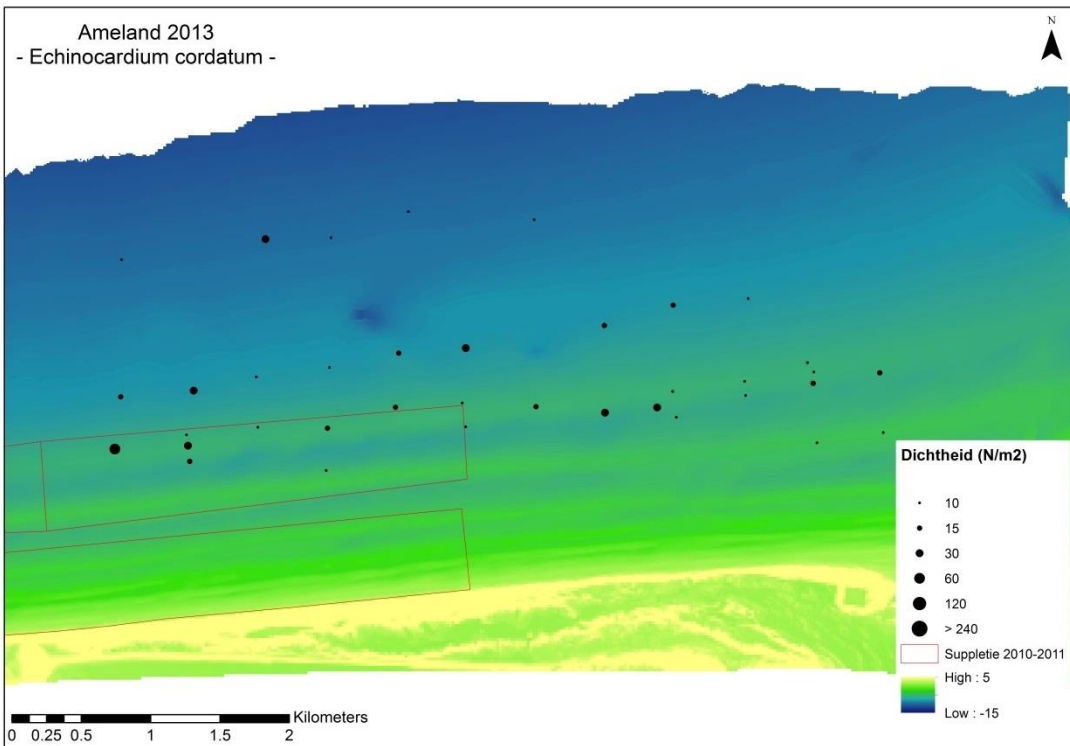 Ameland 2013
- Echinocardium cordatum -
N
Dichtheid (N/m2)
10
15
30
60
120
> 240
Suppletie 2010-2011
High : 5
Low : -15
Kilometers
0 0.25 0.5 1 1.5 2